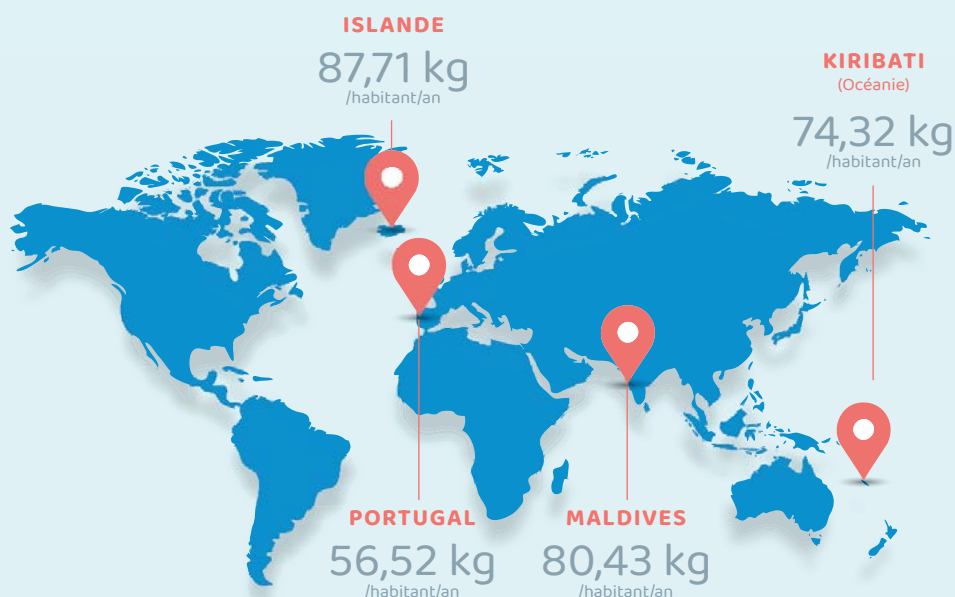 ISLANDE
87,71 kg
/habitant/an
KIRIBATI
(Océanie)
74,32 kg
/habitant/an
PORTUGAL
56,52 kg
/habitant/an
MALDIVES
80,43 kg
/habitant/an